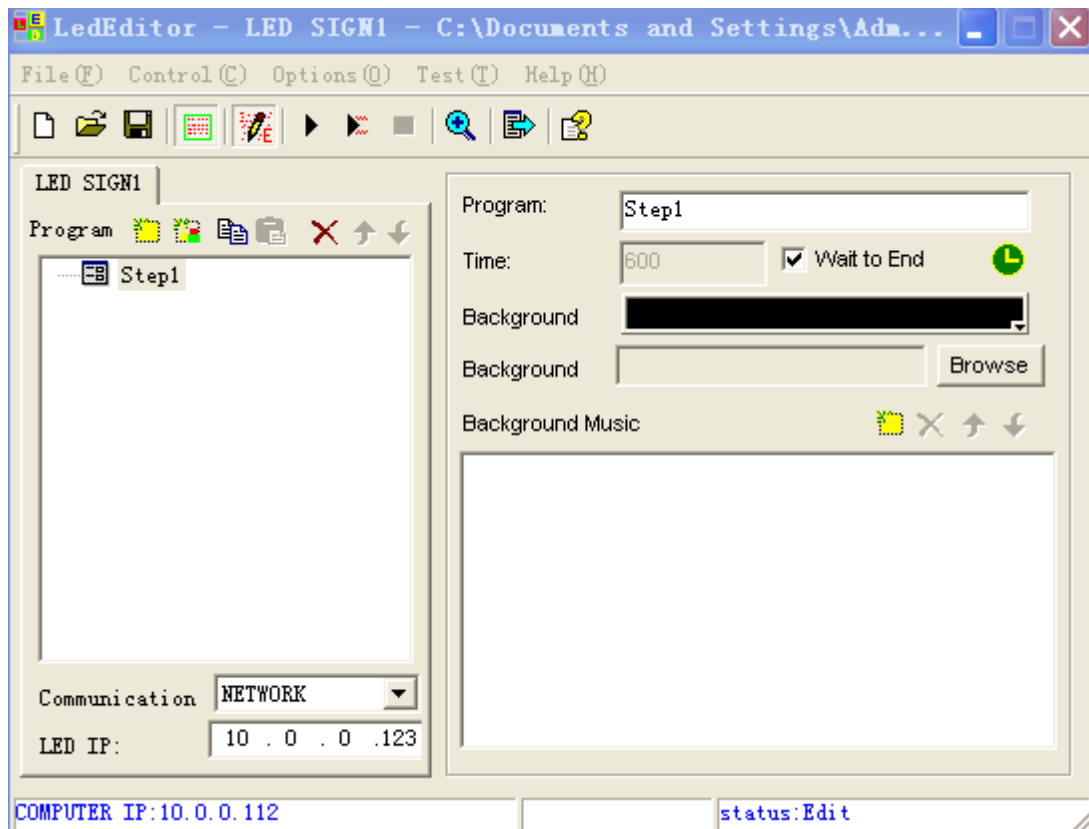 LedEditor - LED SIGN1 - C:\Documents and Settings\Adm...
File(F) Control(C) Options(O) Test(T) Help(H)
LED SIGN1
Program
Step1
Communication NETWORK
LED IP: 10 . 0 . 0 .123
Program: Step1
Time: 600 Wait to End
Background
Background Browse
Background Music
COMPUTER IP:10.0.0.112
status:Edit